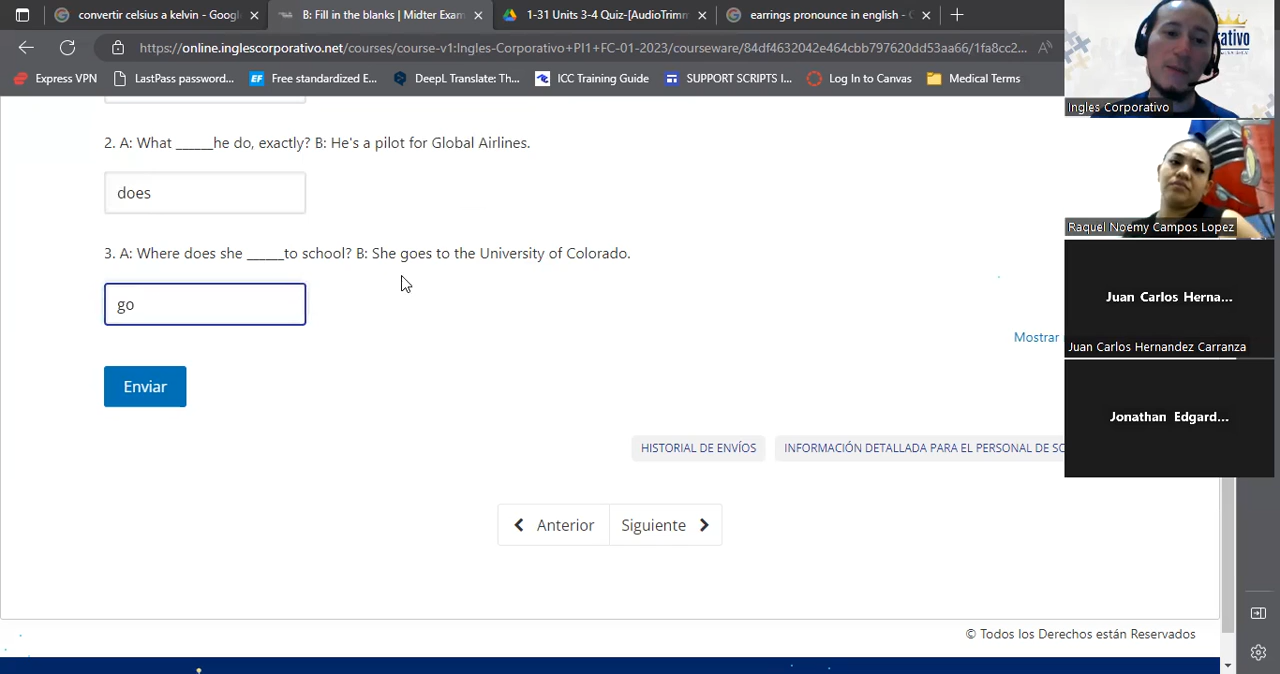 convertir celsius a kelvin - Google
B: Fill in the blanks | Midter Exam
1-31 Units 3-4 Quiz-[AudioTrimm
earrings pronounce in english - G
https://online.inglescorporativo.net/courses/course-v1:Ingles-Corporativo+PI1+FC-01-2023/courseware/84df4632042e464cbb797620dd53aa66/1fa8cc2...
Express VPN
LastPass password...
Free standardized E...
DeepL Translate: Th...
ICC Training Guide
SUPPORT SCRIPTS I...
Log In to Canvas
Medical Terms
2. A: What ______he do, exactly? B: He's a pilot for Global Airlines.
does
3. A: Where does she ______to school? B: She goes to the University of Colorado.
go
Mostrar
Enviar
HISTORIAL DE ENVÍOS
INFORMACIÓN DETALLADA PARA EL PERSONAL DE SO
Anterior
Siguiente
© Todos los Derechos están Reservados
Ingles Corporativo
Raquel Noemy Campos Lopez
Juan Carlos Herna...
Juan Carlos Hernandez Carranza
Jonathan Edgard...